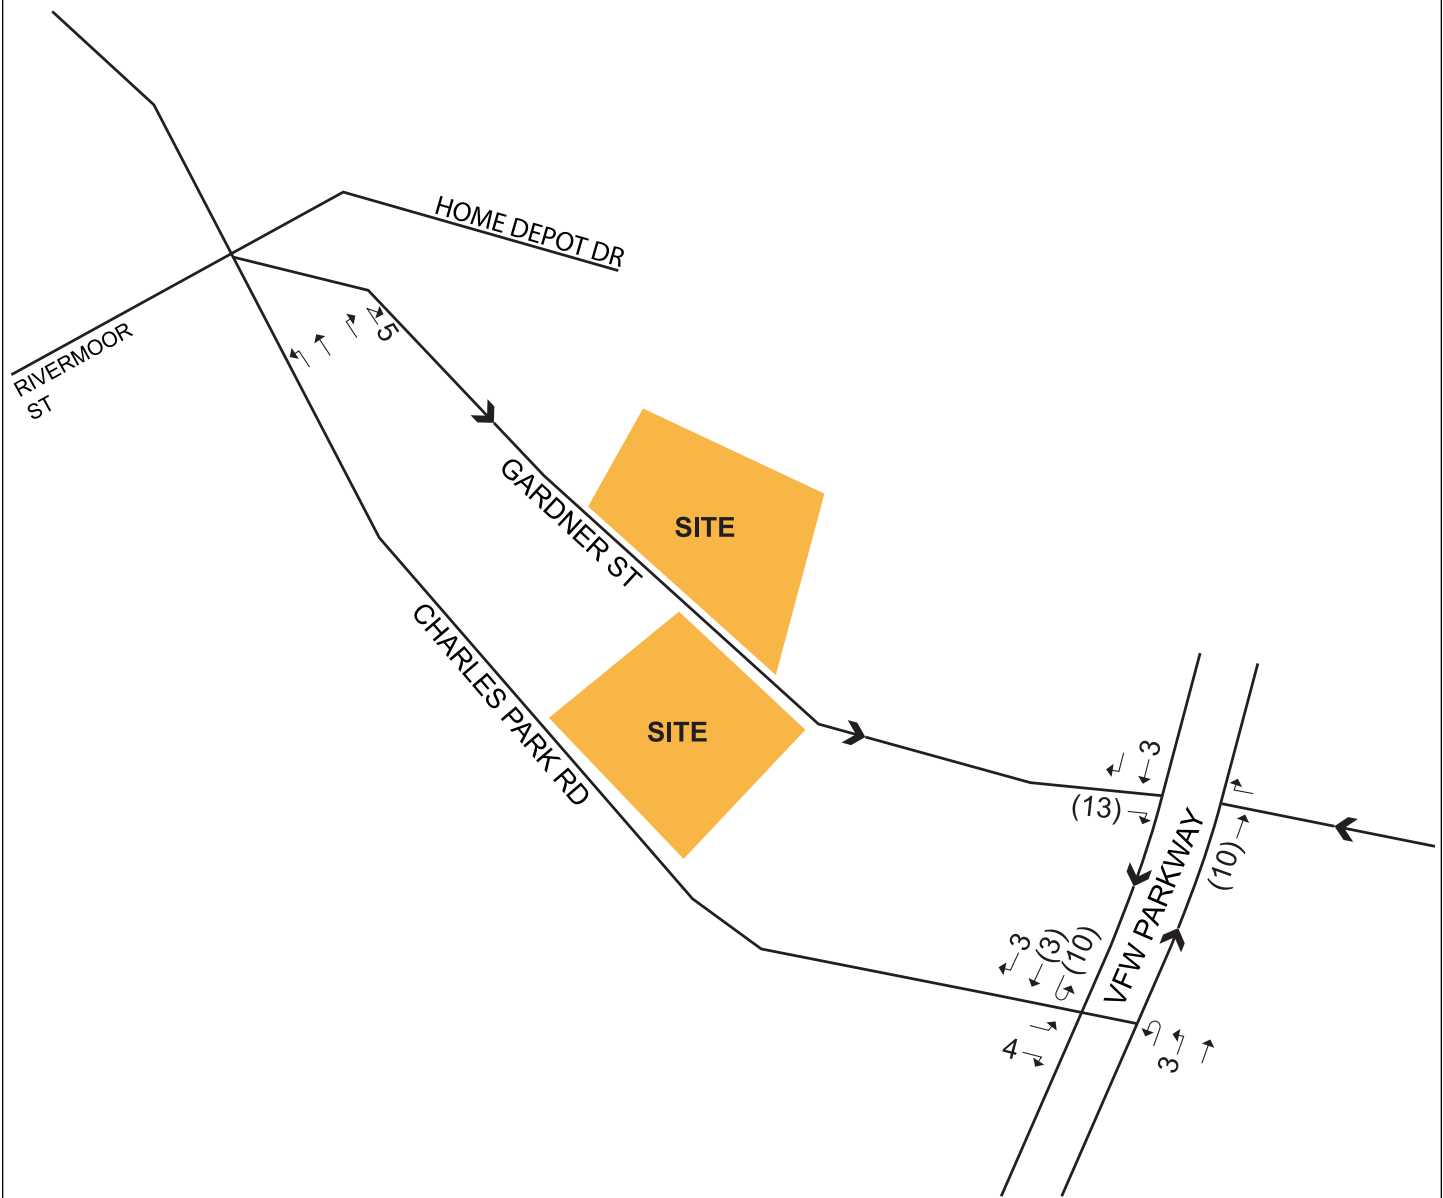 HOME DEPOT DR
RIVERMOOR
ST
5
GARDNER ST
SITE
CHARLES PARK RD
SITE
3
(13)
VFW PARKWAY
(10)
3
(3)
(10)
4
3